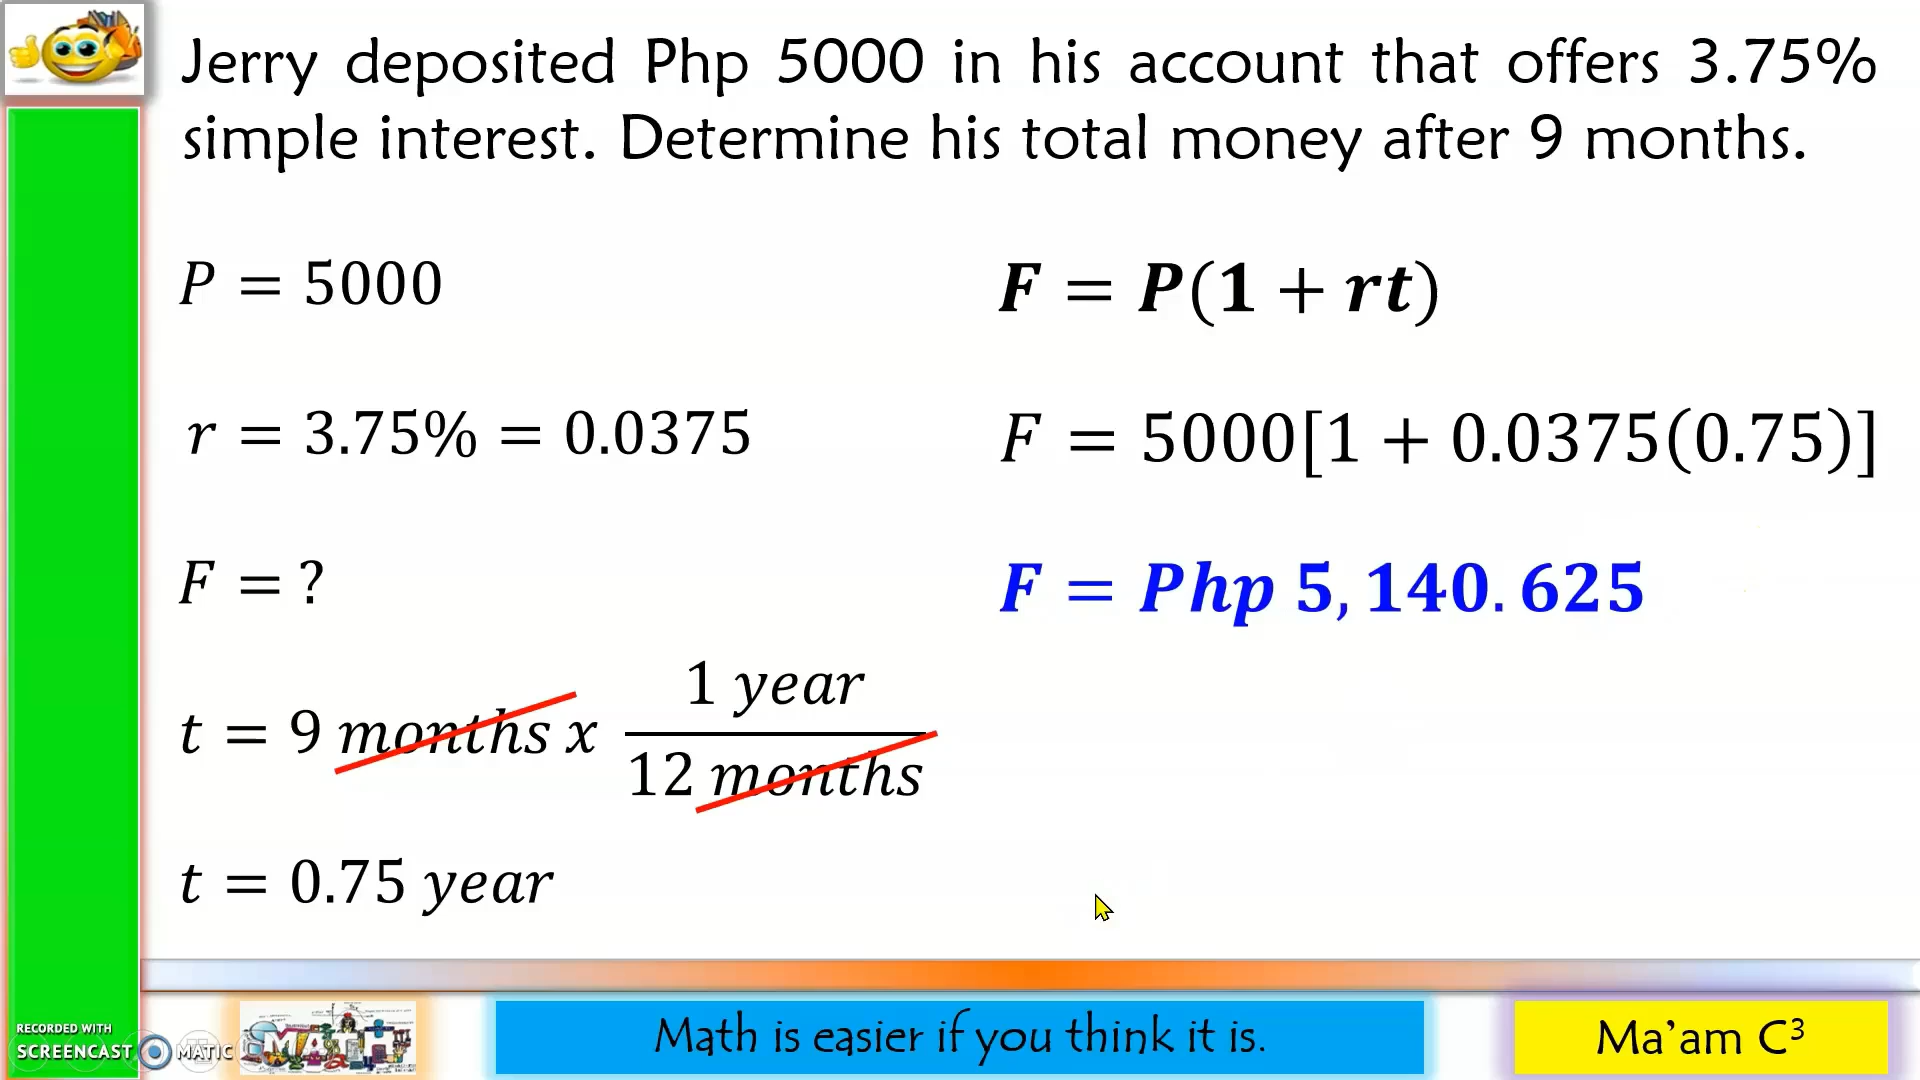 Jerry deposited Php 5000 in his account that offers 3.75%
simple interest. Determine his total money after 9 months.
P = 5000
F = P(1 + rt)
r = 3.75% = 0.0375
F = 5000[1 + 0.0375(0.75)]
F = ?
F = Php 5,140.625
t = 9 months x 1 year / 12 months
t = 0.75 year
RECORDED WITH
SCREENCAST MATIC
MATH
Math is easier if you think it is.
Ma’am C³